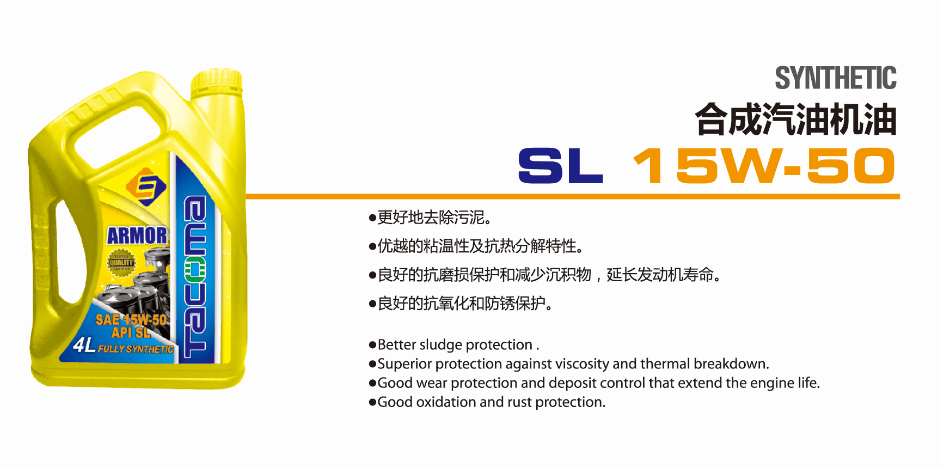 SYNTHETIC
合成汽油机油
SL 15W-50
●更好地去除污泥。
●优越的粘温性及抗热分解特性。
●良好的抗磨损保护和减少沉积物，延长发动机寿命。
●良好的抗氧化和防锈保护。
●Better sludge protection .
●Superior protection against viscosity and thermal breakdown.
●Good wear protection and deposit control that extend the engine life.
●Good oxidation and rust protection.
ARMOR
QUALITY
TACOMA
SAE 15W-50
API SL
4L FULLY SYNTHETIC